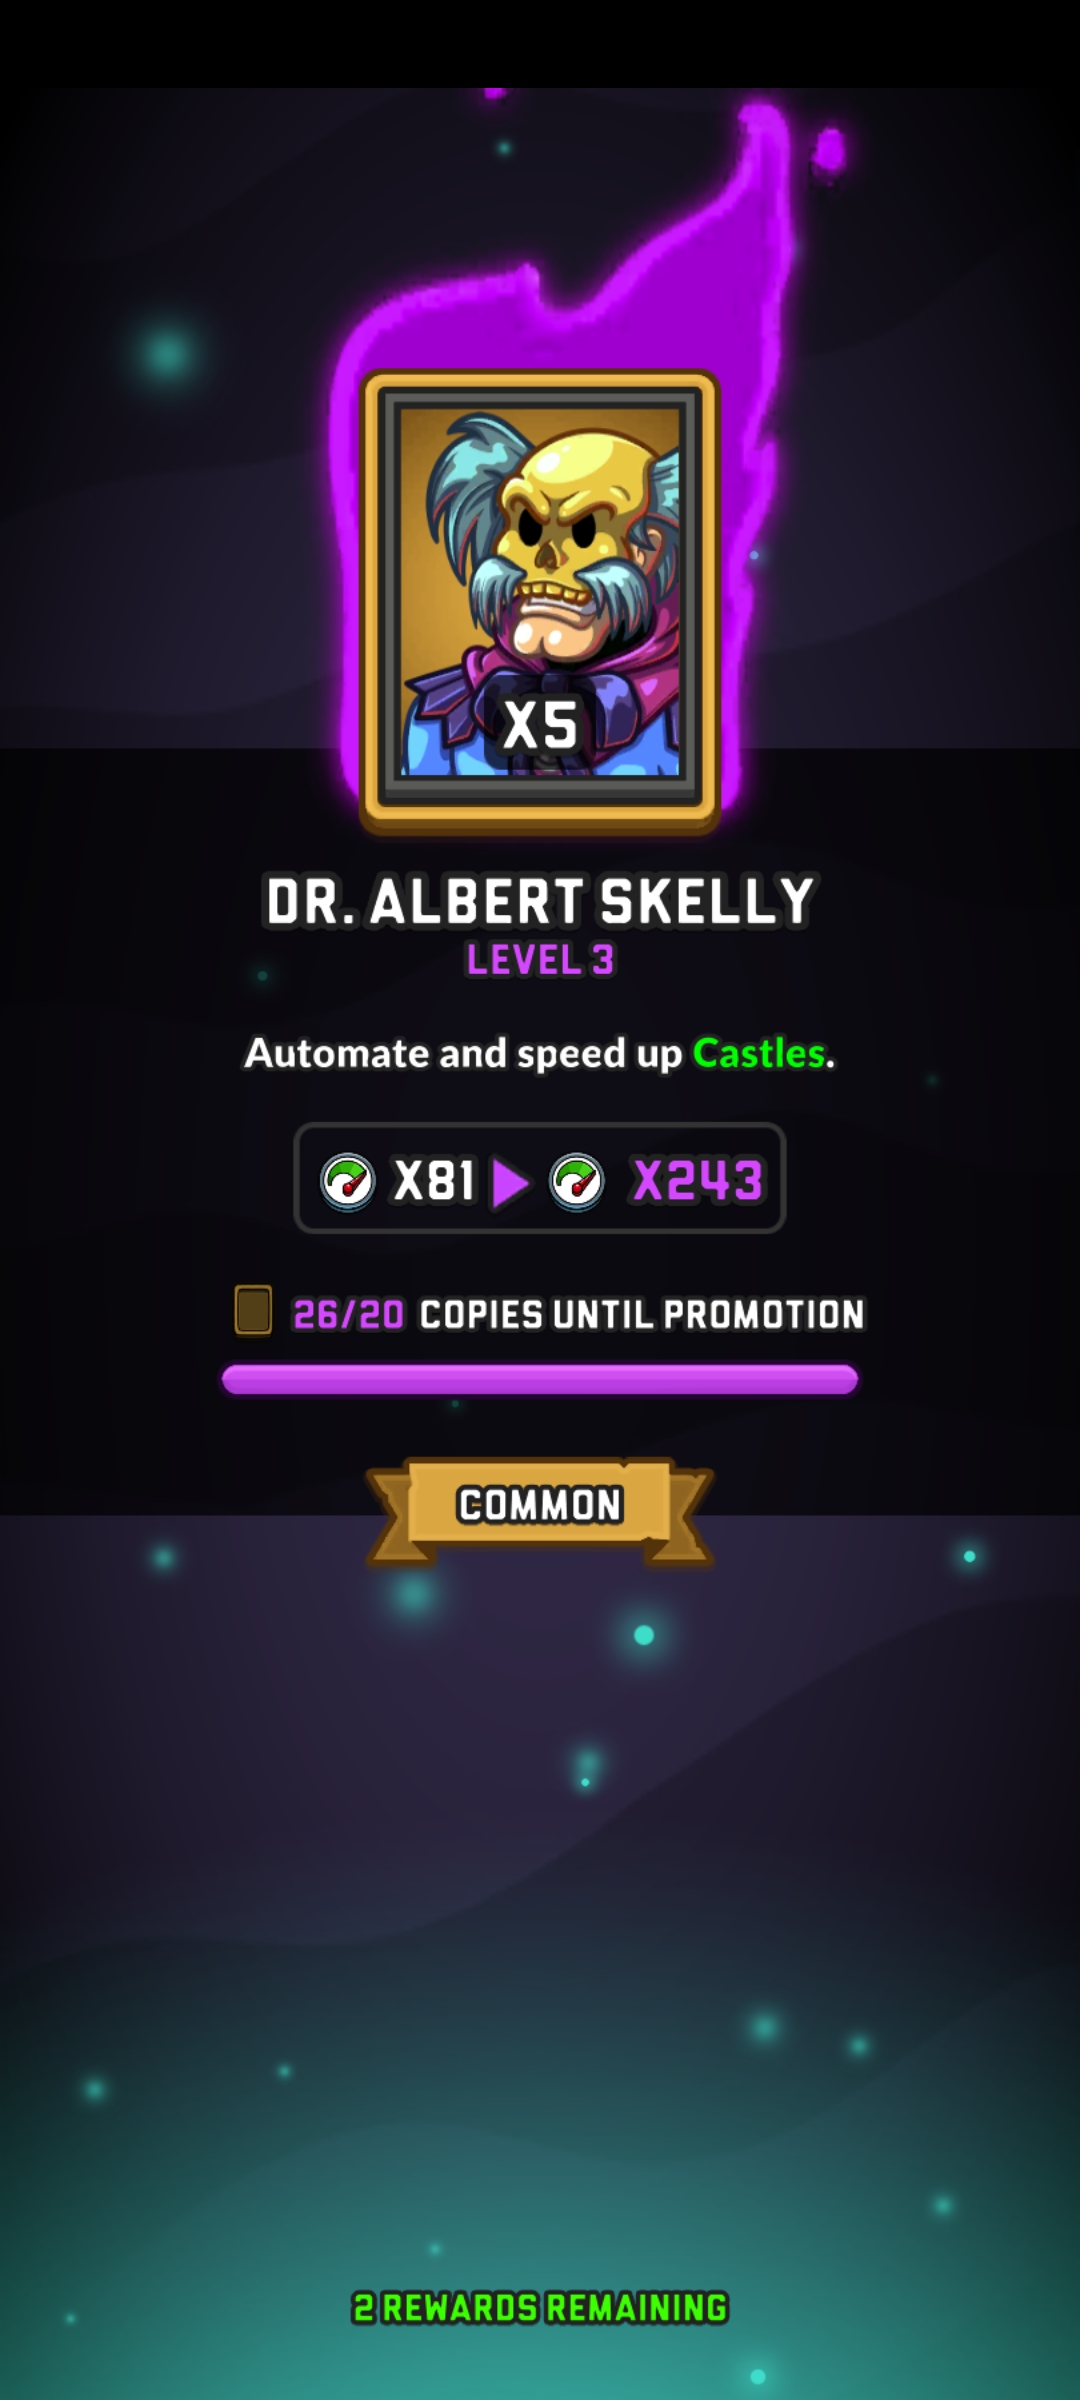 X5
DR. ALBERT SKELLY
LEVEL 3
Automate and speed up Castles.
X81 X243
26/20 COPIES UNTIL PROMOTION
COMMON
2 REWARDS REMAINING